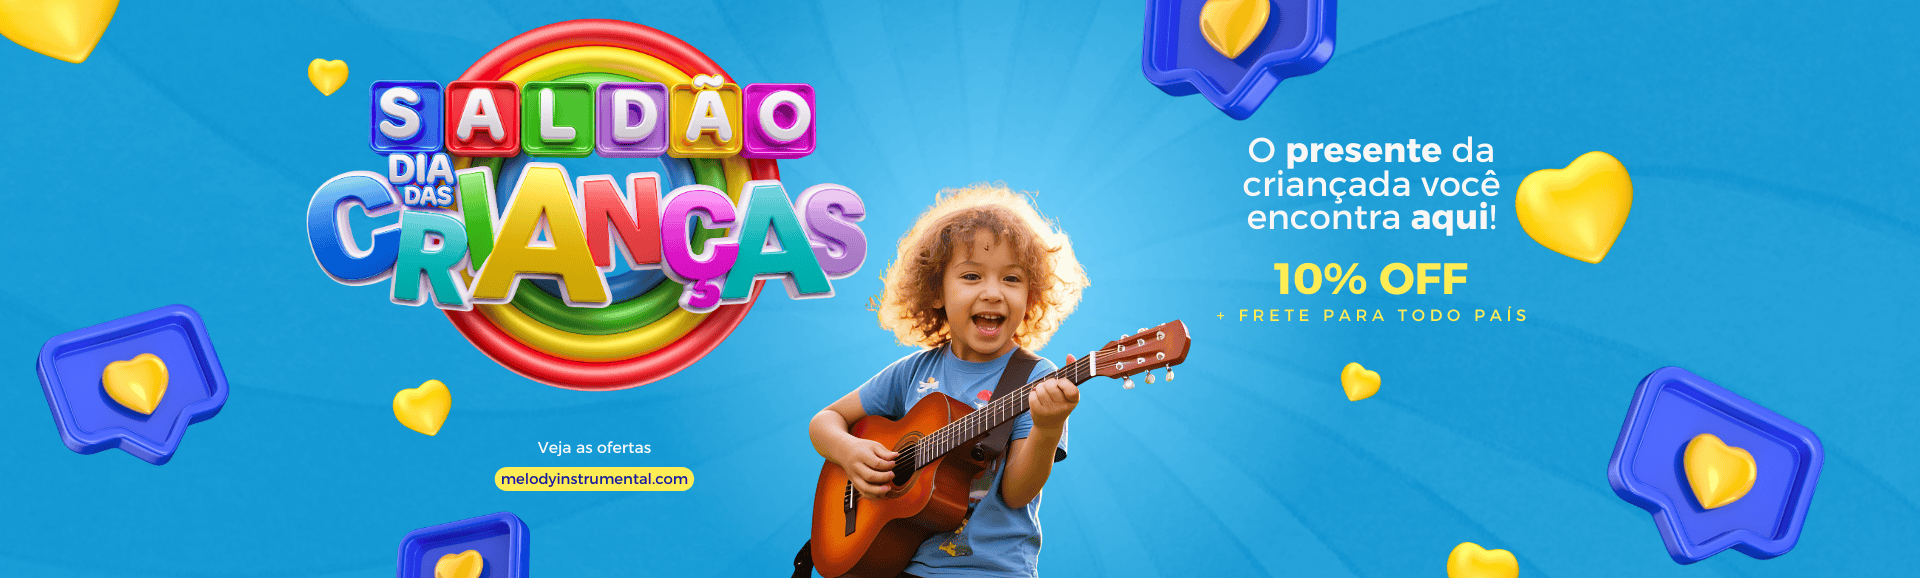 SALDÃO
DIA
DAS
CRIANÇAS
Veja as ofertas
melodyinstrumental.com
O presente da
criançada você
encontra aqui!
10% OFF
+ FRETE PARA TODO PAÍS